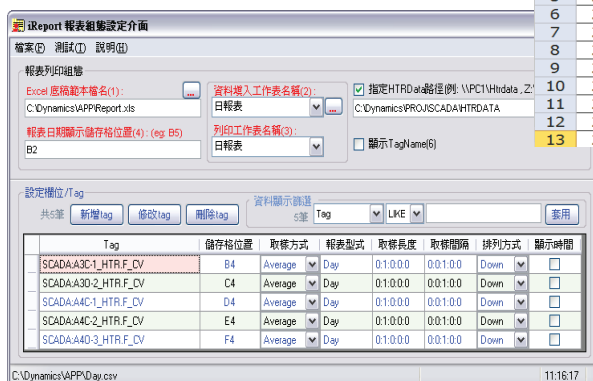 iReport 報表組態設定介面
檔案(F) 測試(T) 說明(H)
報表列印組態
Excel 底稿範本檔名(1):
...
C:\Dynamics\APP\Report.xls
資料填入工作表名稱(2):
日報表
...
指定HTRData路徑(例: \\PC1\Htrdata , Z:\
C:\Dynamics\PROJ\SCADA\HTRDATA
報表日期顯示儲存格位置(4): (eg: B5)
B2
列印工作表名稱(3):
日報表
顯示TagName(6)
6
7
8
9
10
11
12
13
設定欄位/Tag
共5筆 新增tag 修改tag 刪除tag
資料顯示篩選
5筆 Tag LIKE 套用
Tag 儲存格位置 取樣方式 報表型式 取樣長度 取樣間隔 排列方式 顯示時間
SCADA:A3C-1_HTR.F_CV B4 Average Day 0:1:0:0:0 0:0:1:0:0 Down
SCADA:A30-2_HTR.F_CV C4 Average Day 0:1:0:0:0 0:0:1:0:0 Down
SCADA:A4C-1_HTR.F_CV D4 Average Day 0:1:0:0:0 0:0:1:0:0 Down
SCADA:A4C-2_HTR.F_CV E4 Average Day 0:1:0:0:0 0:0:1:0:0 Down
SCADA:A40-3_HTR.F_CV F4 Average Day 0:1:0:0:0 0:0:1:0:0 Down
C:\Dynamics\APP\Day.csv 11:16:17